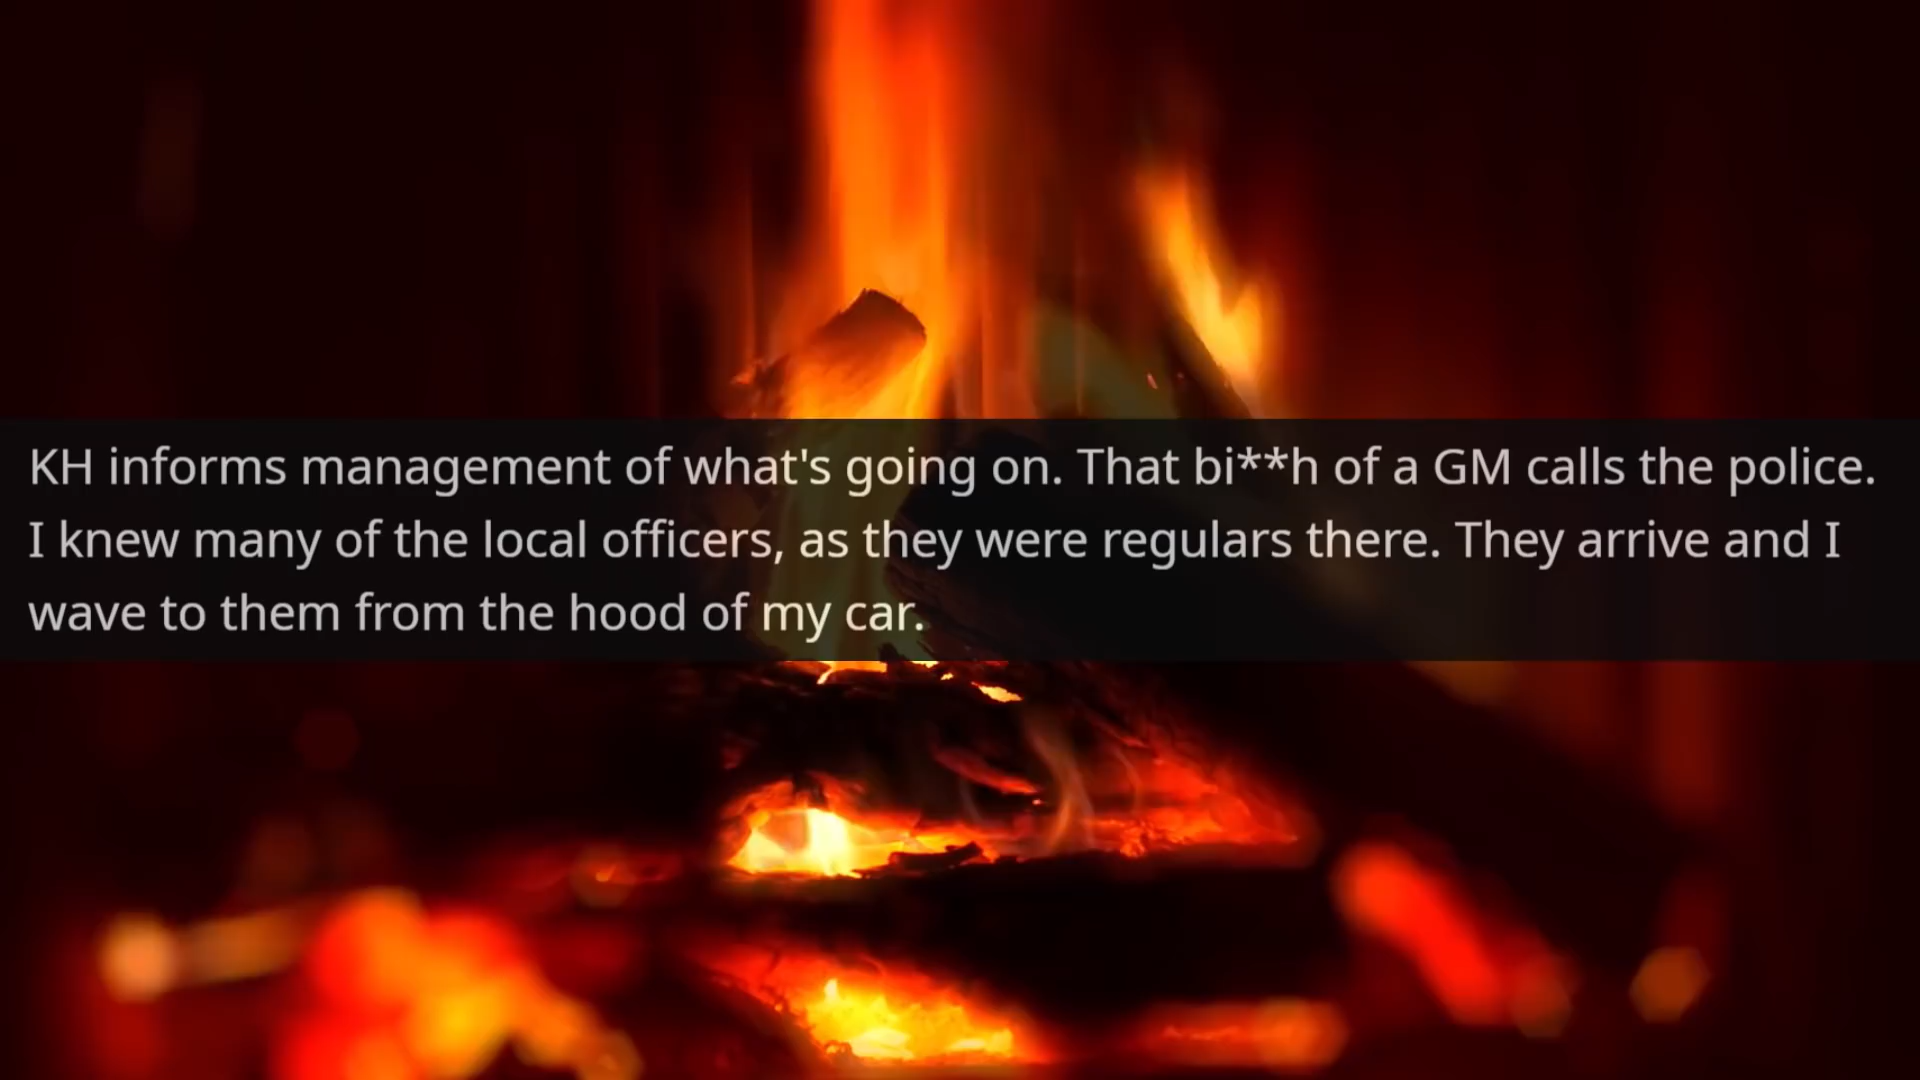 KH informs management of what's going on. That bi**h of a GM calls the police.
I knew many of the local officers, as they were regulars there. They arrive and I
wave to them from the hood of my car.